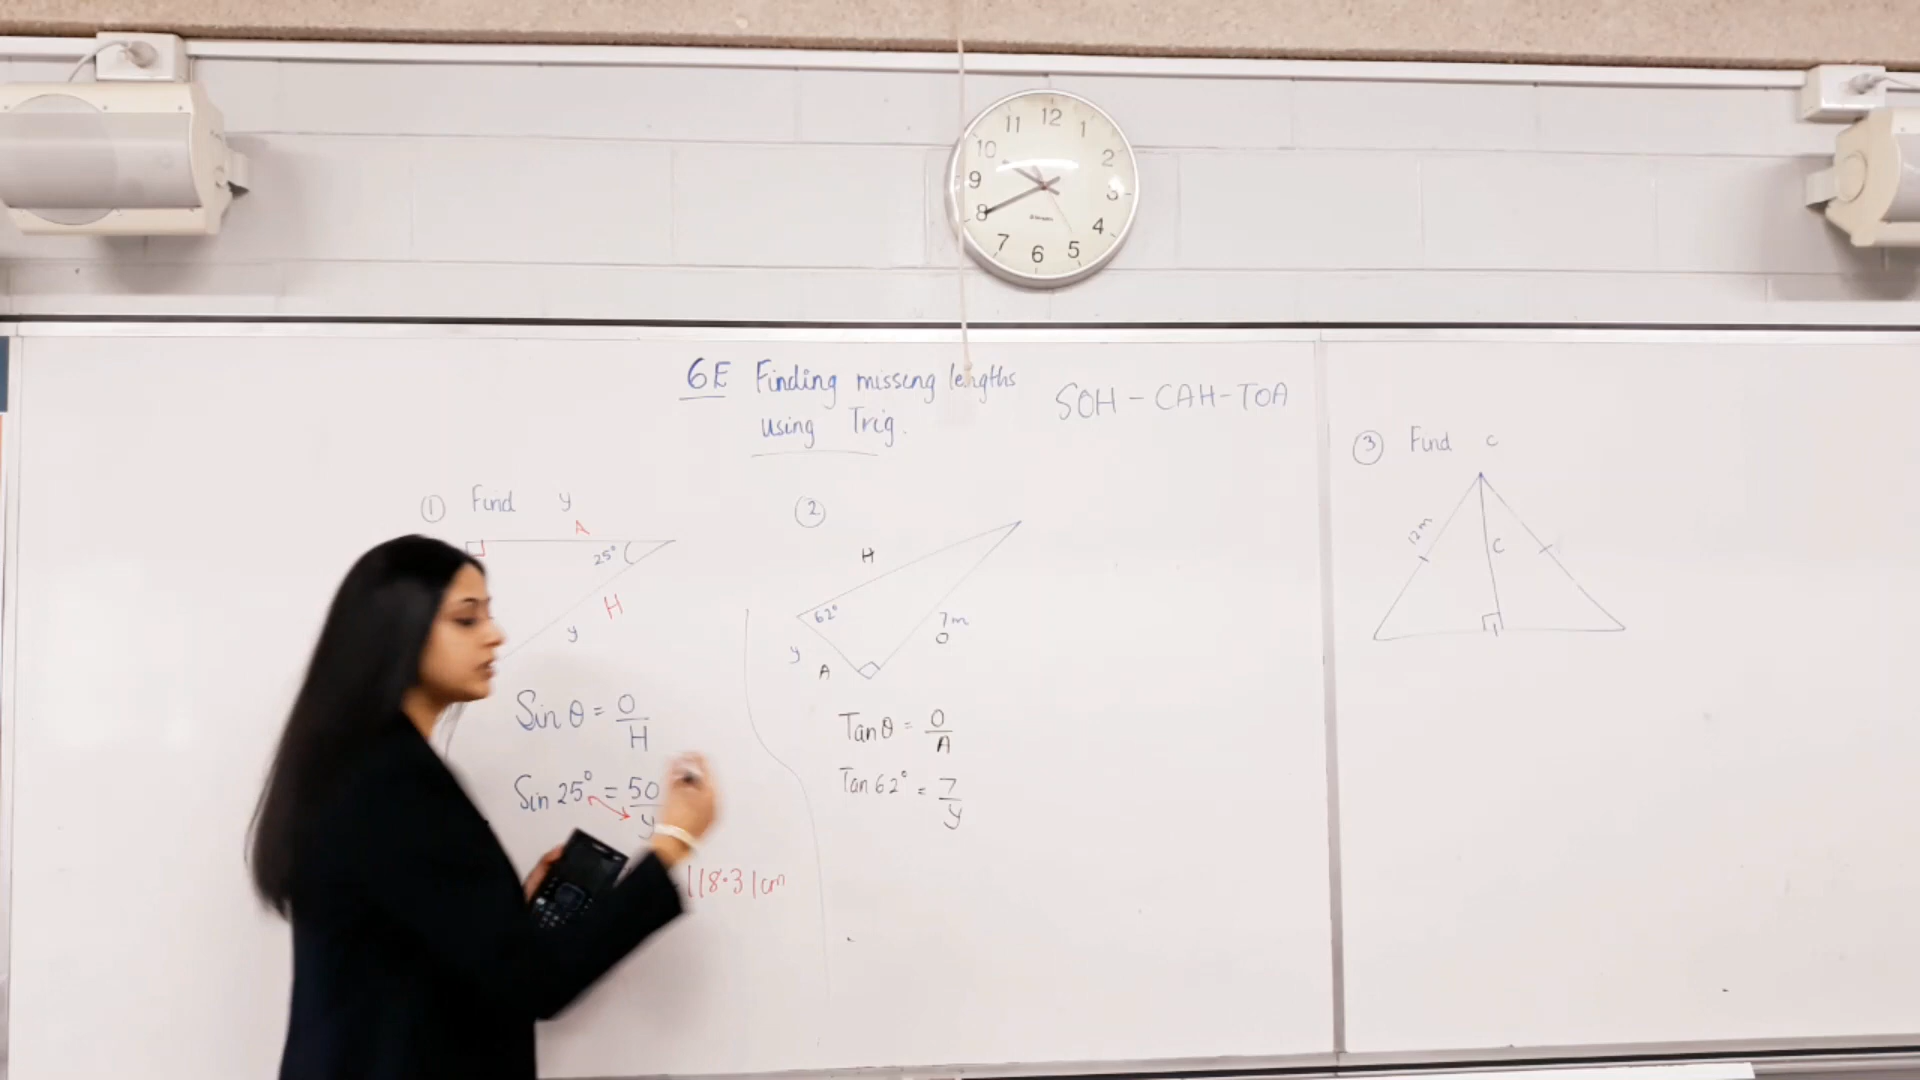 12
11
1
10
2
9
3
8
4
7
5
6
6E Finding missing lengths
using Trig.
SOH - CAH - TOA
1 Find y
A
25°
H
y
Sin θ = O
H
Sin 25° = 50
y
118.31cm
2
H
62°
7m
O
y
A
Tan θ = O
A
Tan 62° = 7
y
3 Find c
12m
c